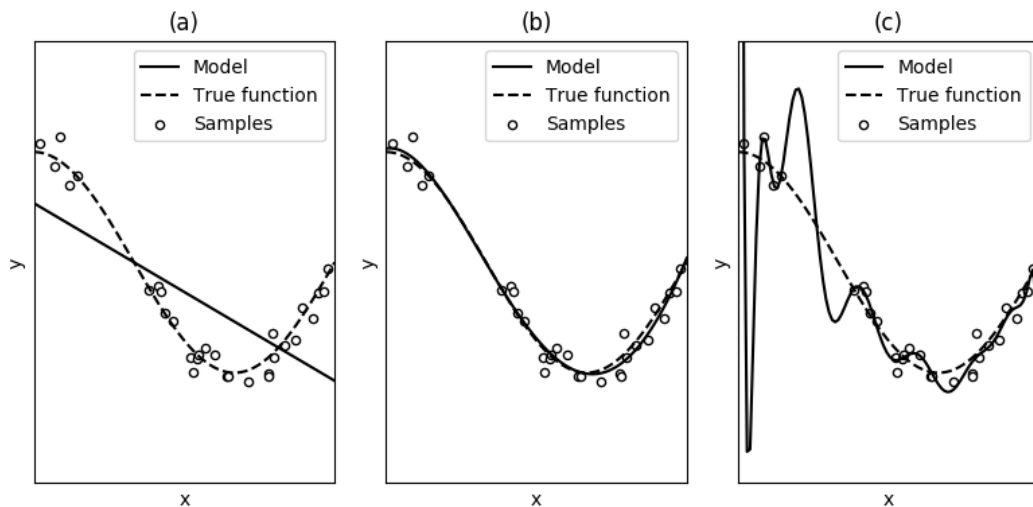 (a)
Model
True function
Samples
y
x
(b)
Model
True function
Samples
y
x
(c)
Model
True function
Samples
y
x